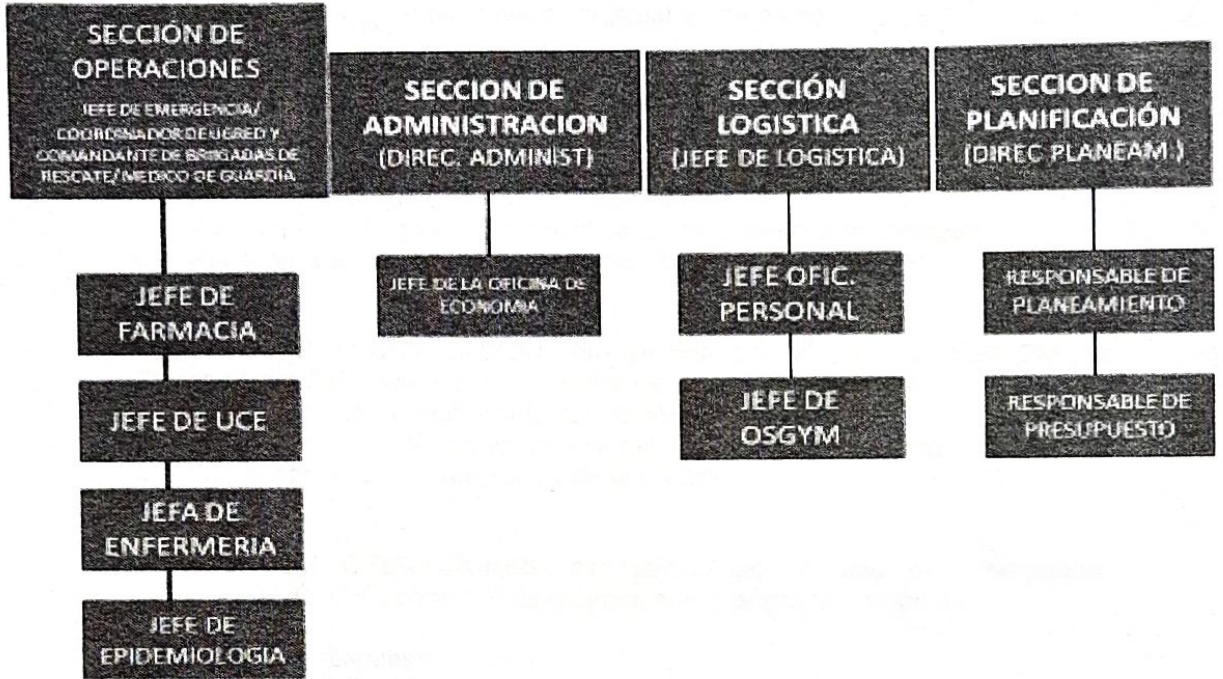 SECCIÓN DE
OPERACIONES
JEFE DE EMERGENCIA/
COORDINADOR DE UGRED Y
COMANDANTE DE BRIGADAS DE
RESCATE/ MEDICO DE GUARDIA
JEFE DE
FARMACIA
JEFE DE UCE
JEFA DE
ENFERMERIA
JEFE DE
EPIDEMIOLOGIA
SECCION DE
ADMINISTRACION
(DIREC. ADMINIST)
JEFE DE LA OFICINA DE
ECONOMIA
SECCIÓN
LOGISTICA
(JEFE DE LOGISTICA)
JEFE OFIC.
PERSONAL
JEFE DE
OSGYM
SECCION DE
PLANIFICACIÓN
(DIREC PLANEAM.)
RESPONSABLE DE
PLANEAMIENTO
RESPONSABLE DE
PRESUPUESTO